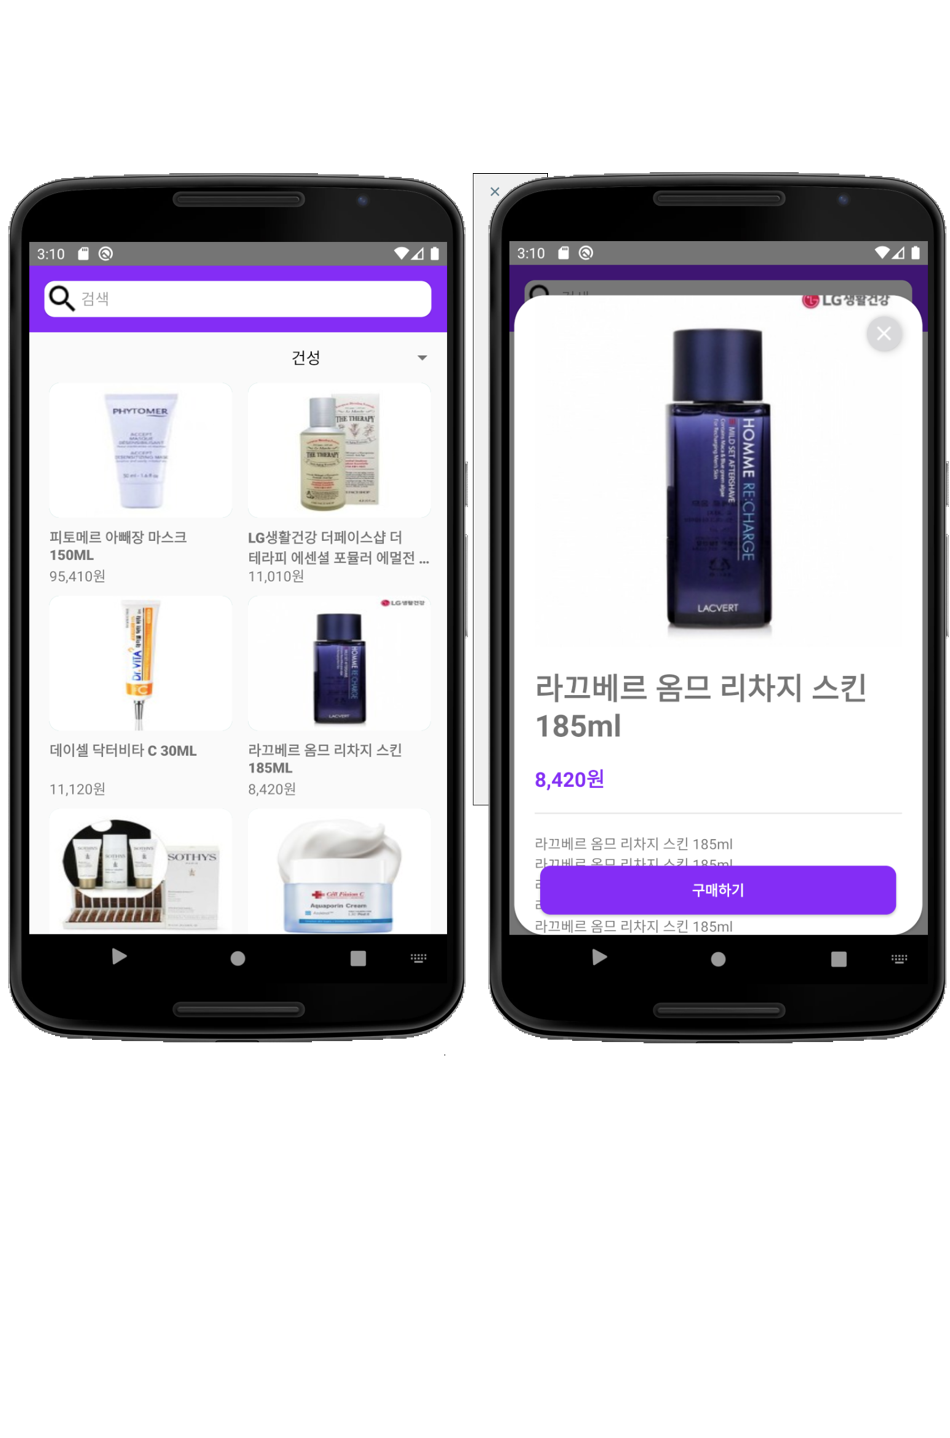 3:10
검색
건성
PHYTOMER
THE THERAPY
THE THERAPY
피토메르 아빼장 마스크
150ML
95,410원
LG생활건강 더페이스샵 더
테라피 에센셜 포뮬러 에멀전 ...
11,010원
Dr.VITA
LG생활건강
HOMME RE:CHARGE
LACVERT
데이셀 닥터비타 C 30ML
11,120원
라끄베르 옴므 리차지 스킨
185ML
8,420원
SOTHYS
Cell Fusion C
Aquaporin Cream
3:10
LG생활건강
HOMME RE:CHARGE
MILD SET AFTERSHAVE
LACVERT
라끄베르 옴므 리차지 스킨
185ml
8,420원
라끄베르 옴므 리차지 스킨 185ml
라끄베르 옴므 리차지 스킨 185ml
구매하기
라끄베르 옴므 리차지 스킨 185ml